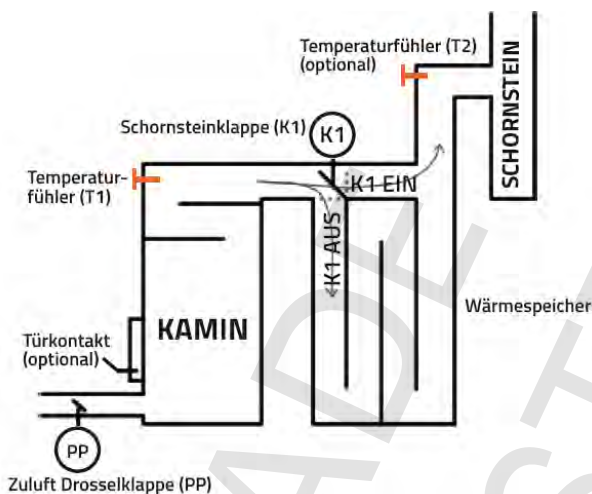 Temperaturfühler (T2)
(optional)
SCHORNSTEIN
Schornsteinklappe (K1)
K1
Temperatur-
fühler (T1)
K1 EIN
K1 AUS
Wärmespeicher
KAMIN
Türkontakt
(optional)
PP
Zuluft Drosselklappe (PP)